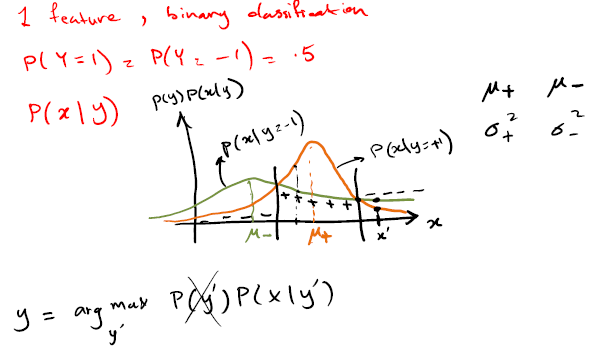 1 feature, binary classification
P(Y=1) = P(Y=-1) = .5
P(x|y)
P(y)P(x|y)
μ+ μ-
σ+² σ-²
P(x|y=-1)
P(x|y=+1)
+ + + + + +
- - - -
- - - -
μ- μ+ x' x
y = arg max P(y')P(x|y')
y'